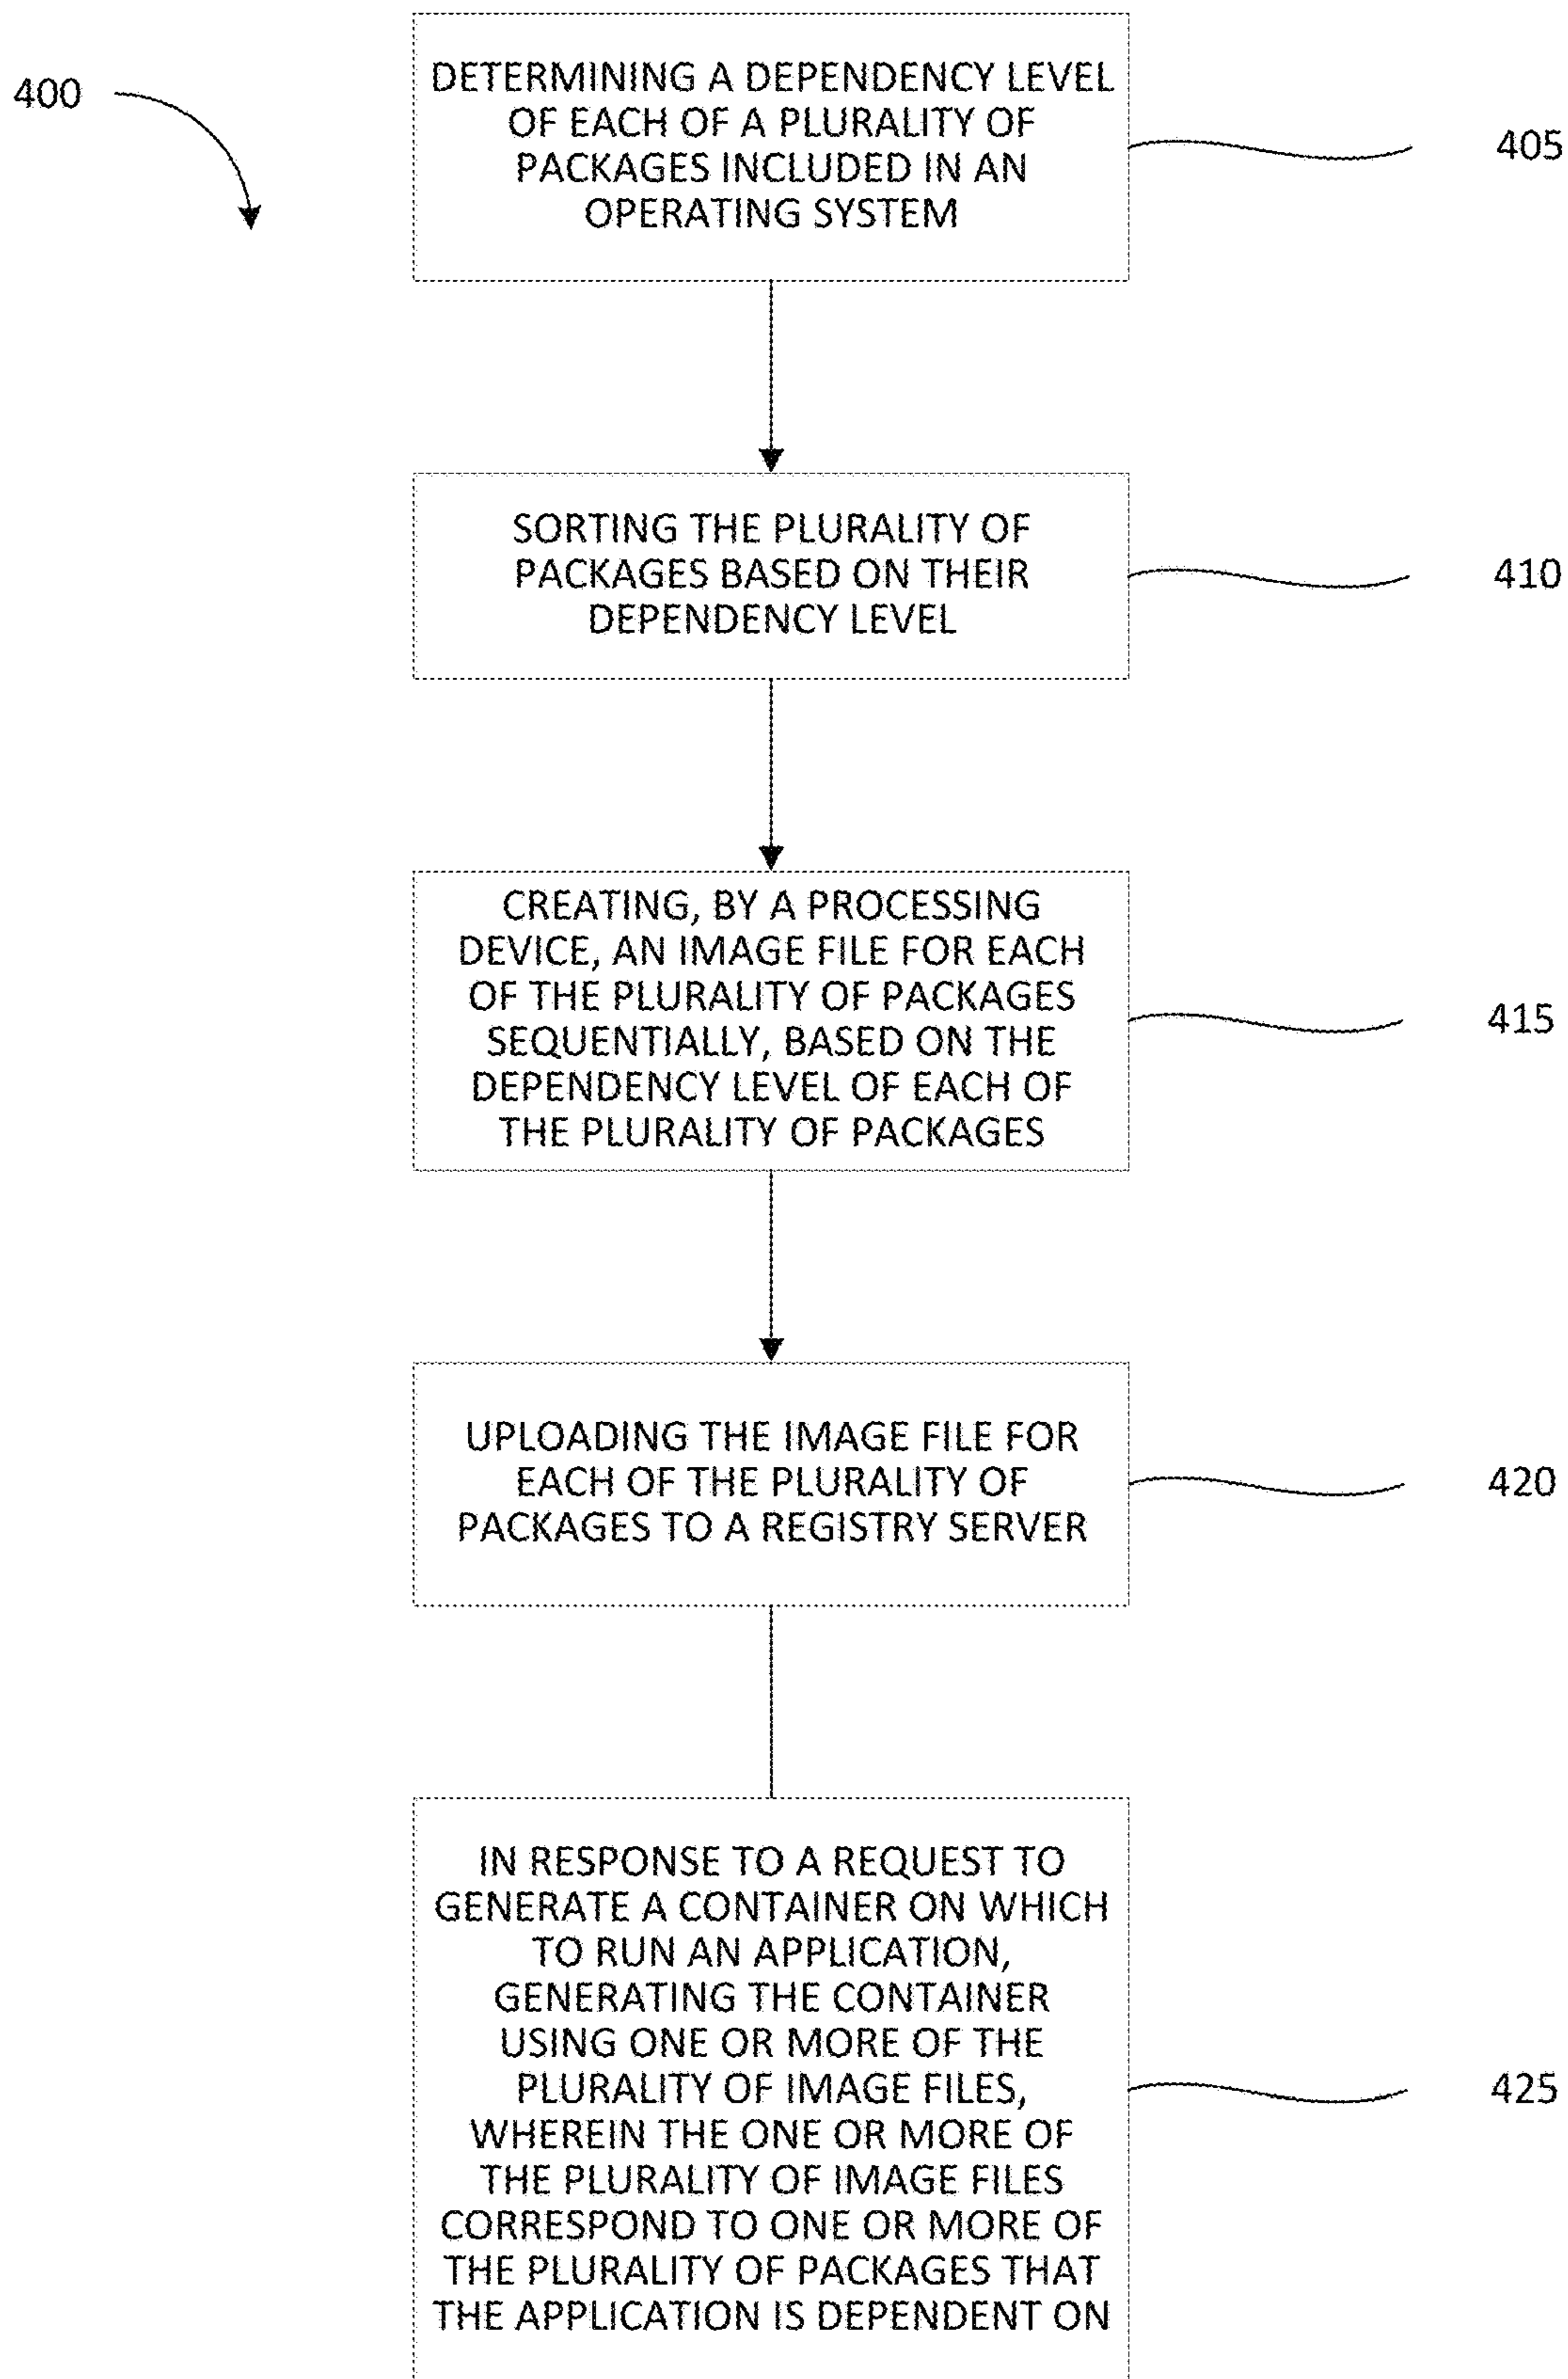 400
DETERMINING A DEPENDENCY LEVEL
OF EACH OF A PLURALITY OF
PACKAGES INCLUDED IN AN
OPERATING SYSTEM
405
SORTING THE PLURALITY OF
PACKAGES BASED ON THEIR
DEPENDENCY LEVEL
410
CREATING, BY A PROCESSING
DEVICE, AN IMAGE FILE FOR EACH
OF THE PLURALITY OF PACKAGES
SEQUENTIALLY, BASED ON THE
DEPENDENCY LEVEL OF EACH OF
THE PLURALITY OF PACKAGES
415
UPLOADING THE IMAGE FILE FOR
EACH OF THE PLURALITY OF
PACKAGES TO A REGISTRY SERVER
420
IN RESPONSE TO A REQUEST TO
GENERATE A CONTAINER ON WHICH
TO RUN AN APPLICATION,
GENERATING THE CONTAINER
USING ONE OR MORE OF THE
PLURALITY OF IMAGE FILES,
WHEREIN THE ONE OR MORE OF
THE PLURALITY OF IMAGE FILES
CORRESPOND TO ONE OR MORE OF
THE PLURALITY OF PACKAGES THAT
THE APPLICATION IS DEPENDENT ON
425